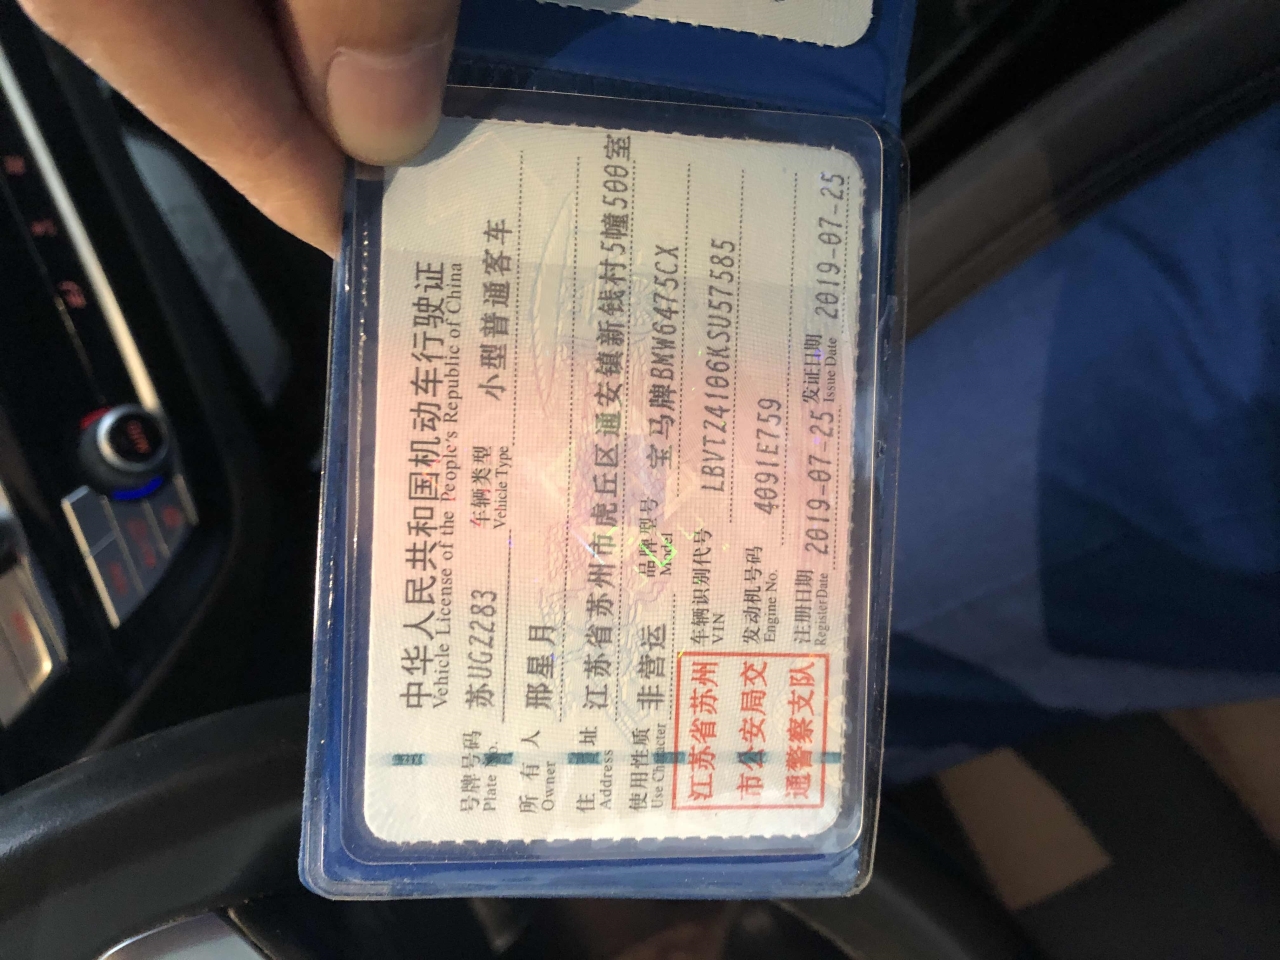 中华人民共和国机动车行驶证
Vehicle License of the People's Republic of China
号牌号码 苏UGZ283 车辆类型 小型普通客车
Plate No. Vehicle Type
所有人 邢星月
Owner
住址 江苏省苏州市虎丘区通安镇新钱村5幢500室
Address
使用性质 非营运 品牌型号 宝马牌BMW6475CX
Use Character Model
江苏省苏州
市公安局交
通警察支队
车辆识别代号 LBVTZ4106KSU57585
VIN
发动机号码 4091E759
Engine No.
注册日期 2019-07-25 发证日期 2019-07-25
Register Date Issue Date
AUTO